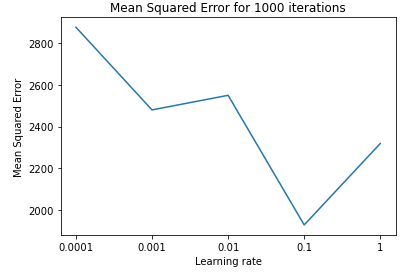 Mean Squared Error for 1000 iterations
2800
2600
2400
2200
2000
Mean Squared Error
0.0001 0.001 0.01 0.1 1
Learning rate